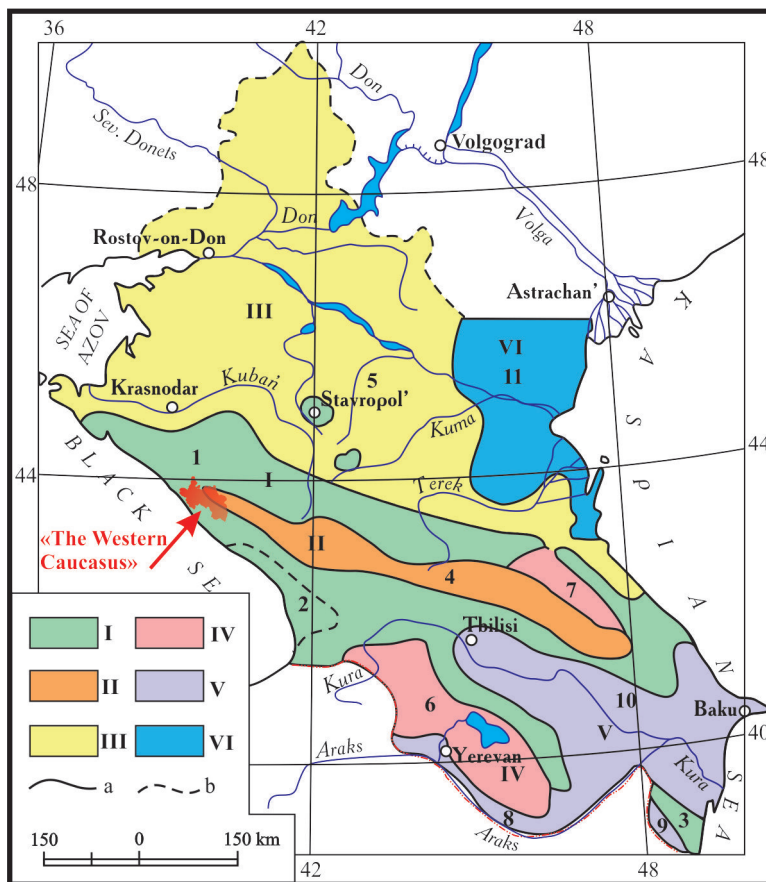 36
42
48
Don
Sev. Donets
Volgograd
48
48
Don
Volga
Rostov-on-Don
Astrachan'
SEA OF
AZOV
III
VI
11
KASPIAN SEA
5
Krasnodar
Kuban'
Stavropol'
Kuma
BLACK SE
44
1
I
44
Terek
«The Western
Caucasus»
II
4
7
2
Tbilisi
I
IV
Kura
10
Baku
II
V
6
V
40
III
VI
Araks
Yerevan
IV
Kura
a
b
8
Araks
9
3
150
0
150 km
42
48